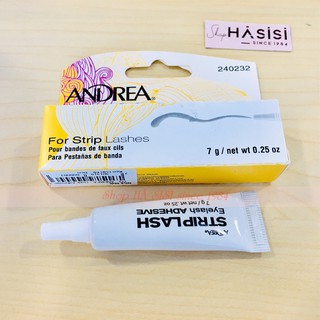 Shop
HASISI
SINCE 1984
ANDREA
240232
For Strip Lashes
Pour bandes de faux cils
Para Pestañas de banda
7 g / net wt 0.25 oz
STRIPLASH
Eyelash ADHESIVE
7 g / net wt .25 oz